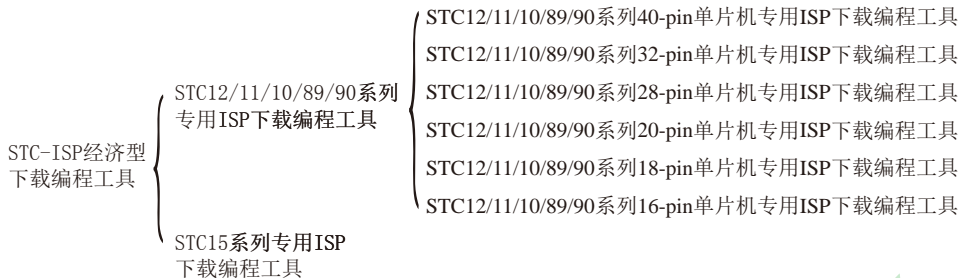 STC-ISP经济型
下载编程工具
STC12/11/10/89/90系列
专用ISP下载编程工具
STC12/11/10/89/90系列40-pin单片机专用ISP下载编程工具
STC12/11/10/89/90系列32-pin单片机专用ISP下载编程工具
STC12/11/10/89/90系列28-pin单片机专用ISP下载编程工具
STC12/11/10/89/90系列20-pin单片机专用ISP下载编程工具
STC12/11/10/89/90系列18-pin单片机专用ISP下载编程工具
STC12/11/10/89/90系列16-pin单片机专用ISP下载编程工具
STC15系列专用ISP
下载编程工具